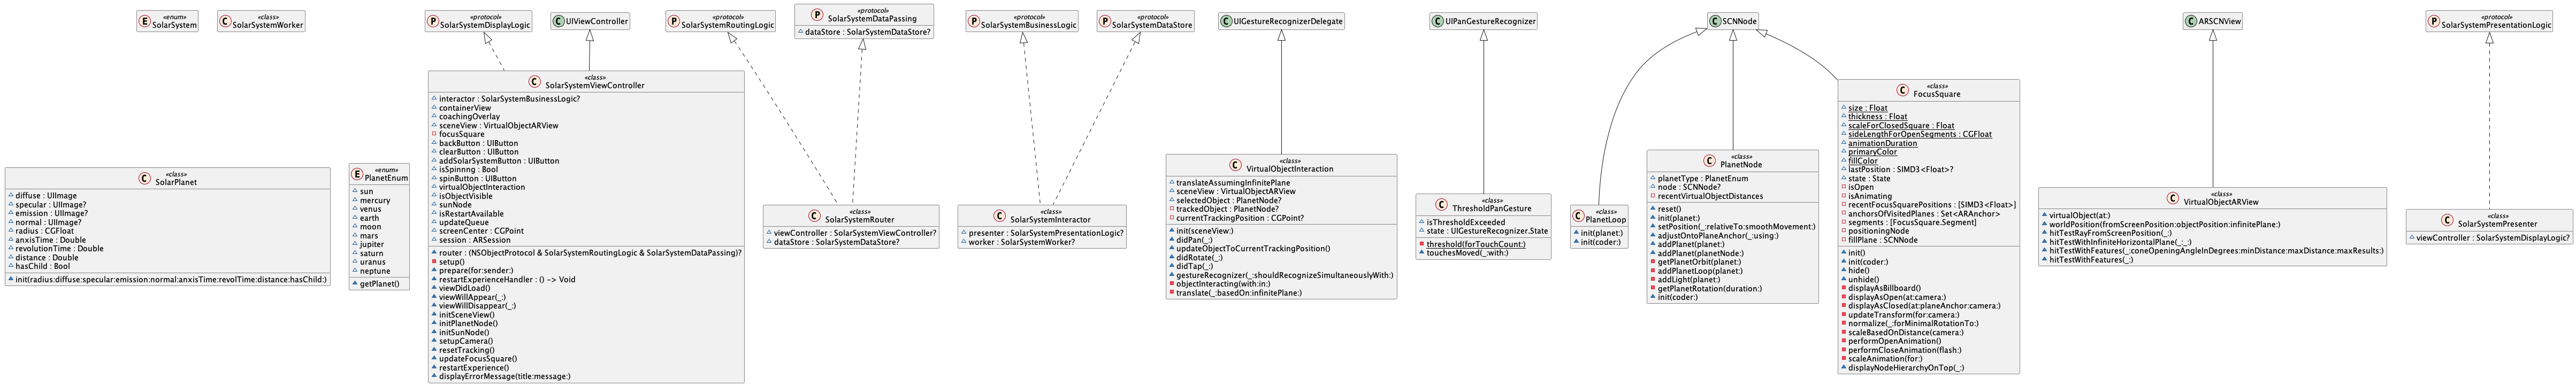 E «enum» SolarSystem
C «class» SolarSystemWorker
P «protocol» SolarSystemDisplayLogic
C UIViewController
P «protocol» SolarSystemRoutingLogic
P «protocol» SolarSystemDataPassing
dataStore : SolarSystemDataStore?
P «protocol» SolarSystemBusinessLogic
P «protocol» SolarSystemDataStore
C UIGestureRecognizerDelegate
C UIPanGestureRecognizer
C SCNNode
C ARSCNView
P «protocol» SolarSystemPresentationLogic
C «class» SolarPlanet
diffuse : UIImage
specular : UIImage?
emission : UIImage?
normal : UIImage?
radius : CGFloat
anxisTime : Double
revolutionTime : Double
distance : Double
hasChild : Bool
init(radius:diffuse:specular:emission:normal:anxisTime:revolTime:distance:hasChild:)
E «enum» PlanetEnum
sun
mercury
venus
earth
moon
mars
jupiter
saturn
uranus
neptune
getPlanet()
C «class» SolarSystemViewController
interactor : SolarSystemBusinessLogic?
containerView
coachingOverlay
sceneView : VirtualObjectARView
focusSquare
backButton : UIButton
clearButton : UIButton
addSolarSystemButton : UIButton
isSpinnng : Bool
spinButton : UIButton
virtualObjectInteraction
isObjectVisible
sunNode
isRestartAvailable
updateQueue
screenCenter : CGPoint
session : ARSession
router : (NSObjectProtocol & SolarSystemRoutingLogic & SolarSystemDataPassing)?
setup()
prepare(for:sender:)
restartExperienceHandler : () -> Void
viewDidLoad()
viewWillAppear(_:)
viewWillDisappear(_:)
initSceneView()
initPlanetNode()
initSunNode()
setupCamera()
resetTracking()
updateFocusSquare()
restartExperience()
displayErrorMessage(title:message:)
C «class» SolarSystemRouter
viewController : SolarSystemViewController?
dataStore : SolarSystemDataStore?
C «class» SolarSystemInteractor
presenter : SolarSystemPresentationLogic?
worker : SolarSystemWorker?
C «class» VirtualObjectInteraction
translateAssumingInfinitePlane
sceneView : VirtualObjectARView
selectedObject : PlanetNode?
trackedObject : PlanetNode?
currentTrackingPosition : CGPoint?
init(sceneView:)
didPan(_:)
updateObjectToCurrentTrackingPosition()
didRotate(_:)
didTap(_:)
gestureRecognizer(_:shouldRecognizeSimultaneouslyWith:)
objectInteracting(with:in:)
translate(_:basedOn:infinitePlane:)
C «class» ThresholdPanGesture
isThresholdExceeded
state : UIGestureRecognizer.State
threshold(forTouchCount:)
touchesMoved(_:with:)
C «class» PlanetLoop
init(planet:)
init(coder:)
C «class» PlanetNode
planetType : PlanetEnum
node : SCNNode?
recentVirtualObjectDistances
reset()
init(planet:)
setPosition(_:relativeTo:smoothMovement:)
adjustOntoPlaneAnchor(_:using:)
addPlanet(planet:)
addPlanet(planetNode:)
getPlanetOrbit(planet:)
addPlanetLoop(planet:)
addLight(planet:)
getPlanetRotation(duration:)
init(coder:)
C «class» FocusSquare
size : Float
thickness : Float
scaleForClosedSquare : Float
sideLengthForOpenSegments : CGFloat
animationDuration
primaryColor
fillColor
lastPosition : SIMD3<Float>?
state : State
isOpen
isAnimating
recentFocusSquarePositions : [SIMD3<Float>]
anchorsOfVisitedPlanes : Set<ARAnchor>
segments : [FocusSquare.Segment]
positioningNode
fillPlane : SCNNode
init()
init(coder:)
hide()
unhide()
displayAsBillboard()
displayAsOpen(at:camera:)
displayAsClosed(at:planeAnchor:camera:)
updateTransform(for:camera:)
normalize(_:forMinimalRotationTo:)
scaleBasedOnDistance(camera:)
performOpenAnimation()
performCloseAnimation(flash:)
scaleAnimation(for:)
displayNodeHierarchyOnTop(_:)
C «class» VirtualObjectARView
virtualObject(at:)
worldPosition(fromScreenPosition:objectPosition:infinitePlane:)
hitTestRayFromScreenPosition(_:)
hitTestWithInfiniteHorizontalPlane(_:_:)
hitTestWithFeatures(_:coneOpeningAngleInDegrees:minDistance:maxDistance:maxResults:)
hitTestWithFeatures(_:)
C «class» SolarSystemPresenter
viewController : SolarSystemDisplayLogic?